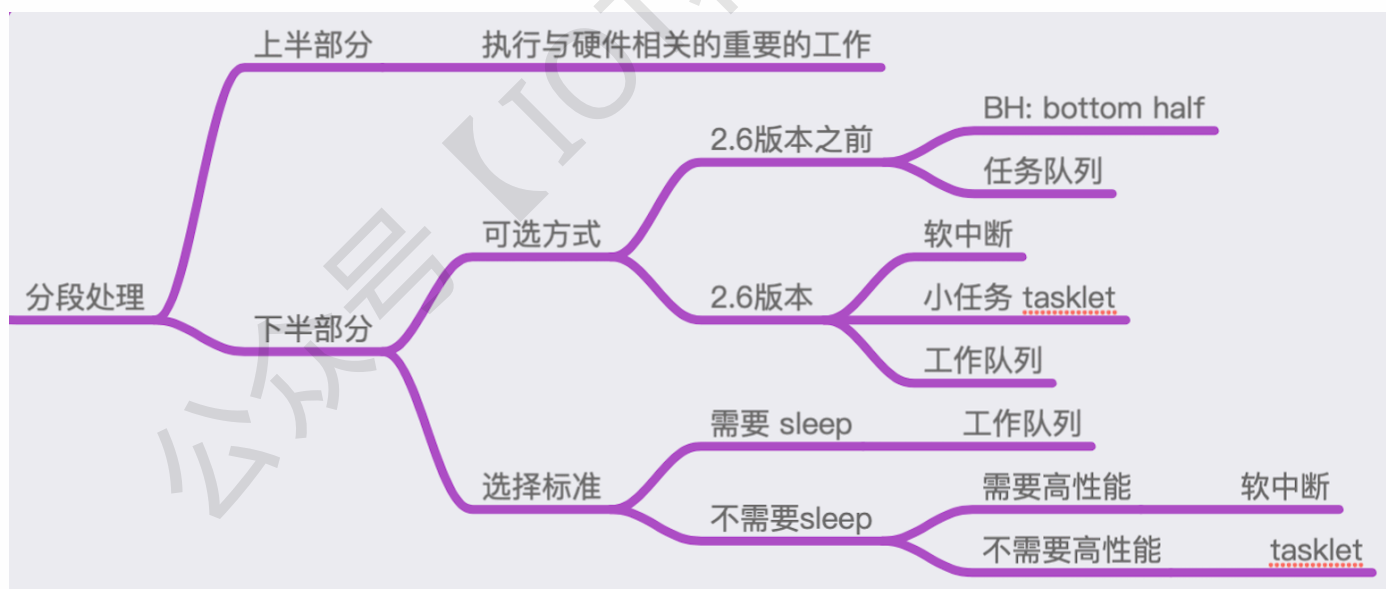 上半部分
执行与硬件相关的重要的工作
BH: bottom half
2.6版本之前
任务队列
可选方式
软中断
分段处理
2.6版本
小任务 tasklet
下半部分
工作队列
需要 sleep
工作队列
选择标准
需要高性能
软中断
不需要sleep
不需要高性能
tasklet
公众号【IOT